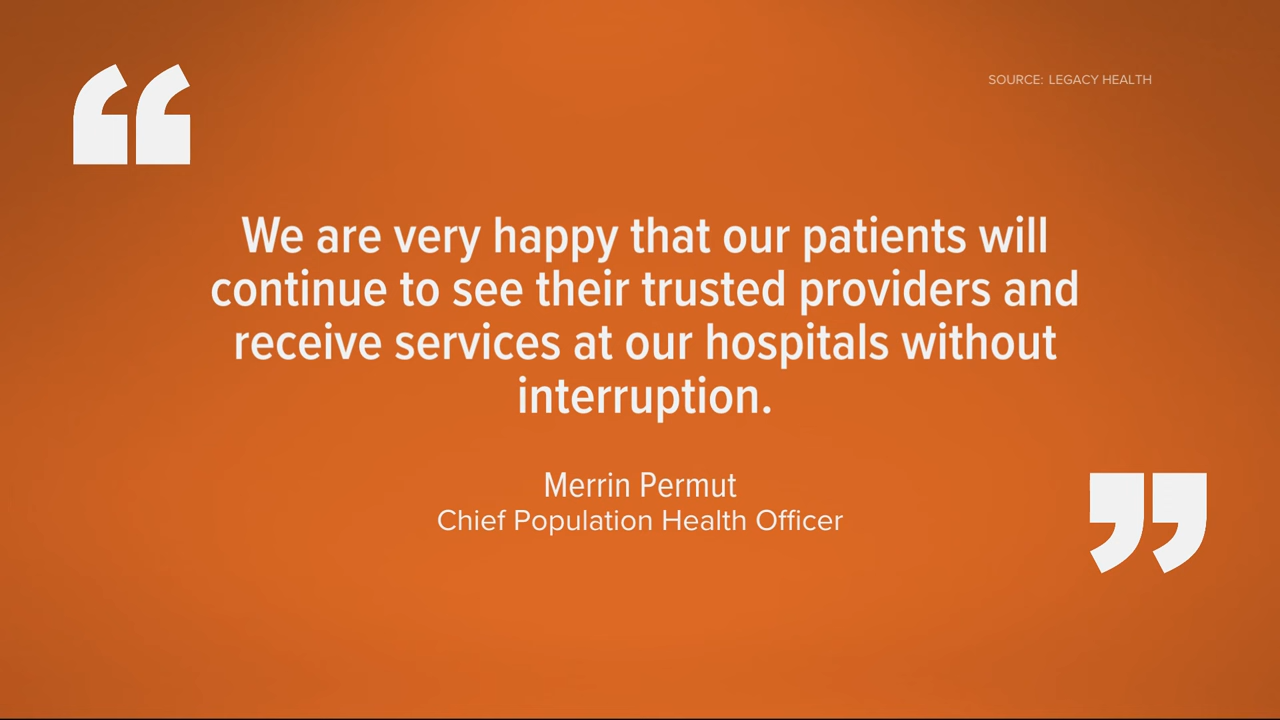 SOURCE: LEGACY HEALTH
“
We are very happy that our patients will
continue to see their trusted providers and
receive services at our hospitals without
interruption.
Merrin Permut
Chief Population Health Officer
”